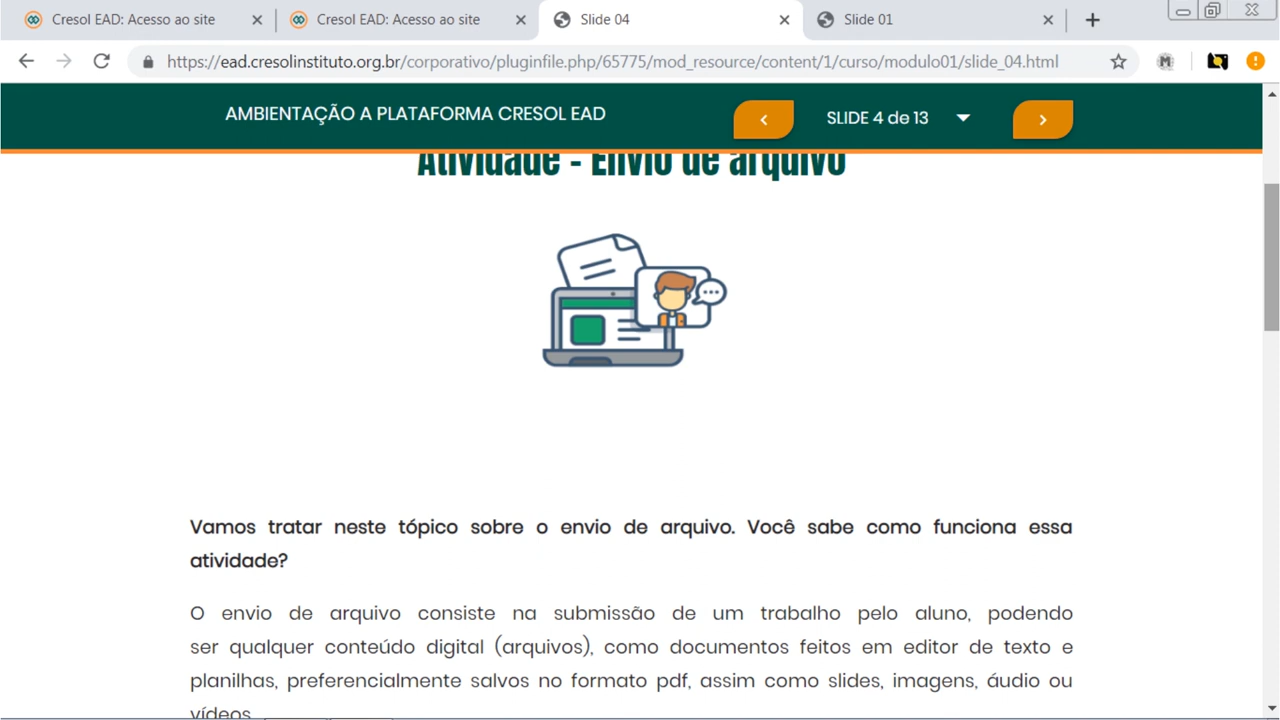 Cresol EAD: Acesso ao site
Cresol EAD: Acesso ao site
Slide 04
Slide 01
https://ead.cresolinstituto.org.br/corporativo/pluginfile.php/65775/mod_resource/content/1/curso/modulo01/slide_04.html
AMBIENTAÇÃO A PLATAFORMA CRESOL EAD
SLIDE 4 de 13
Atividade - Envio de arquivo
Vamos tratar neste tópico sobre o envio de arquivo. Você sabe como funciona essa
atividade?
O envio de arquivo consiste na submissão de um trabalho pelo aluno, podendo
ser qualquer conteúdo digital (arquivos), como documentos feitos em editor de texto e
planilhas, preferencialmente salvos no formato pdf, assim como slides, imagens, áudio ou
vídeos